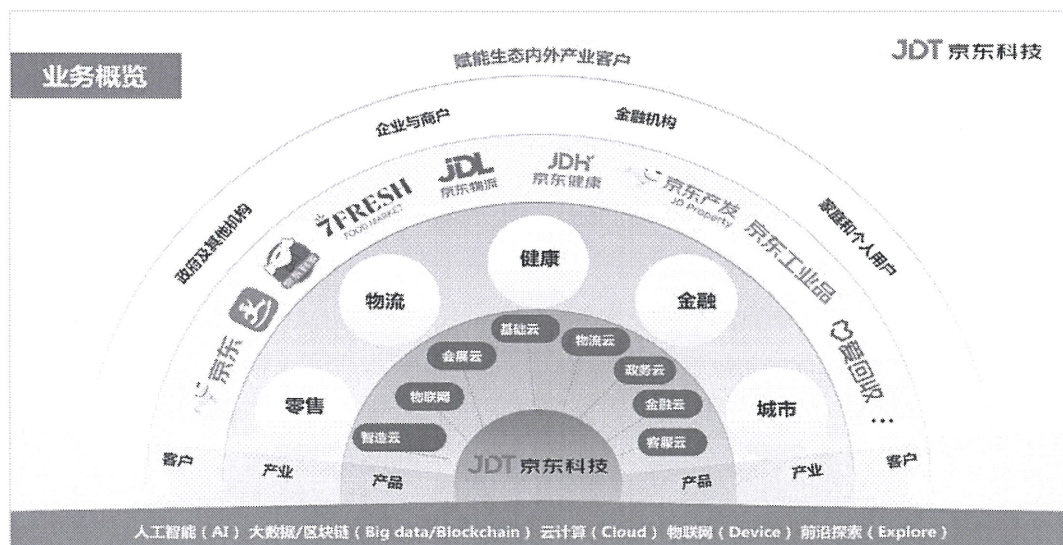 业务概览
JDT 京东科技
赋能生态内外产业客户
企业与商户
金融机构
政府及其他机构
家庭和个人用户
京东
7FRESH
FOOD MARKET
JDL
京东物流
JDH
京东健康
京东产发
JD Property
京东工业品
爱回收
...
零售
物流
健康
金融
城市
智造云
物联网
会展云
基础云
物流云
政务云
金融云
客服云
JDT 京东科技
客户
产业
产品
产品
产业
客户
人工智能（AI） 大数据/区块链（Big data/Blockchain） 云计算（Cloud） 物联网（Device） 前沿探索（Explore）